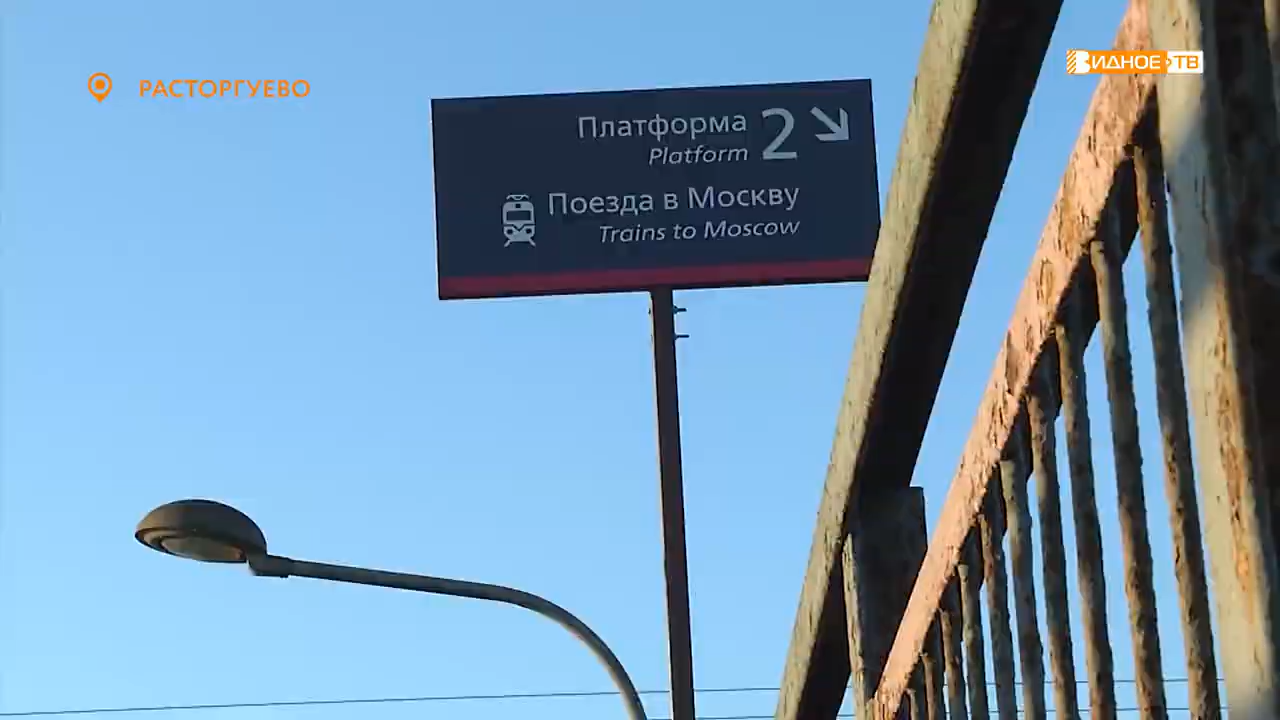 РАСТОРГУЕВО
ВИДНОЕ ТВ
Платформа 2
Platform
Поезда в Москву
Trains to Moscow